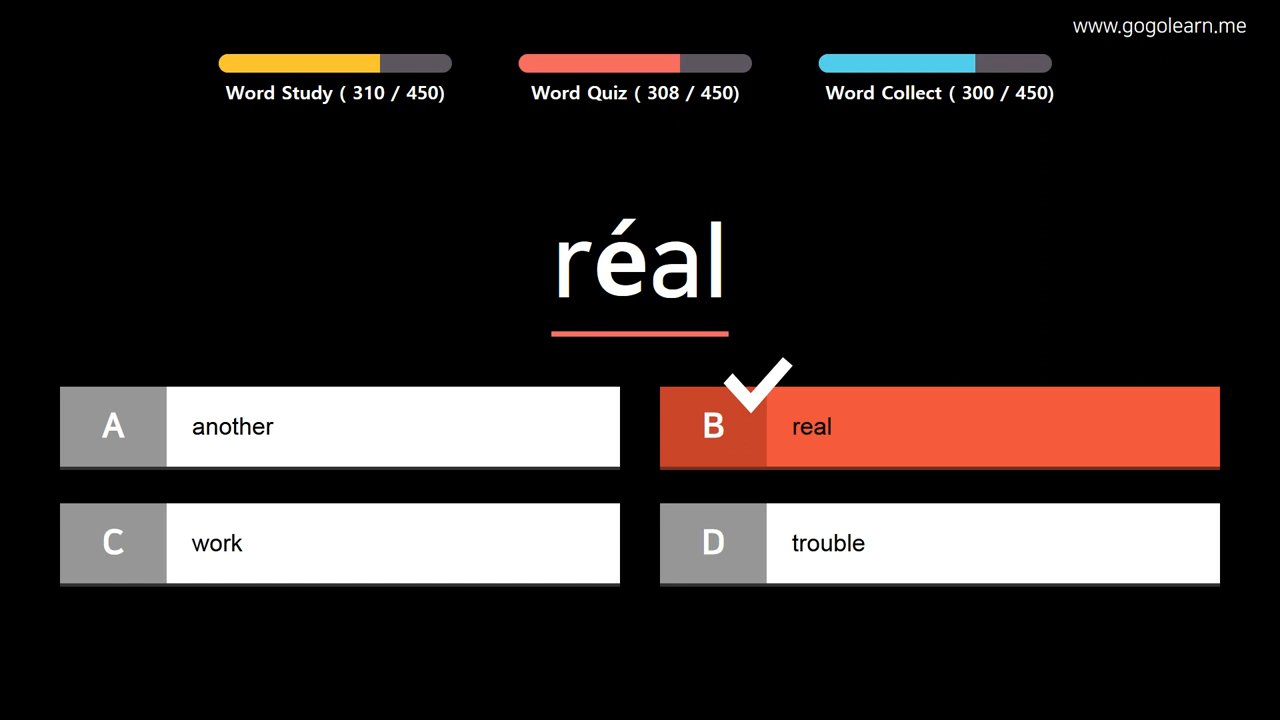 www.gogolearn.me
Word Study ( 310 / 450)
Word Quiz ( 308 / 450)
Word Collect ( 300 / 450)
réal
A another
B real
C work
D trouble